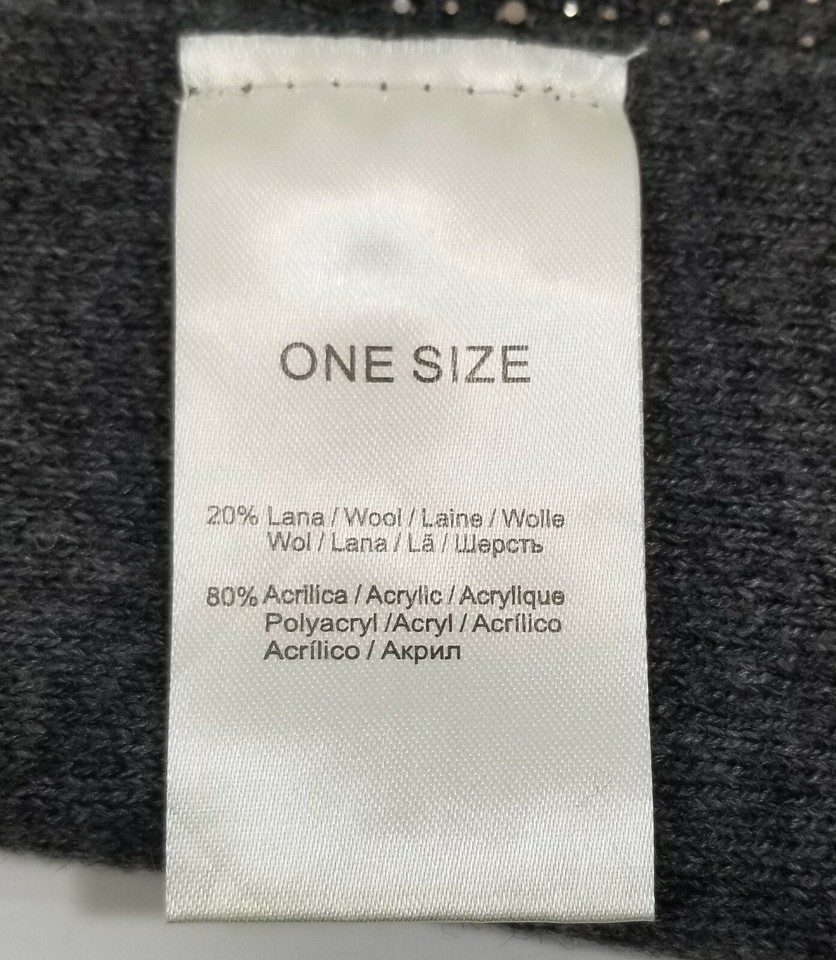 ONE SIZE
20% Lana / Wool / Laine / Wolle
Wol / Lana / Lã / Шерсть
80% Acrilica / Acrylic / Acrylique
Polyacryl /Acryl / Acrílico
Acrílico / Акрил